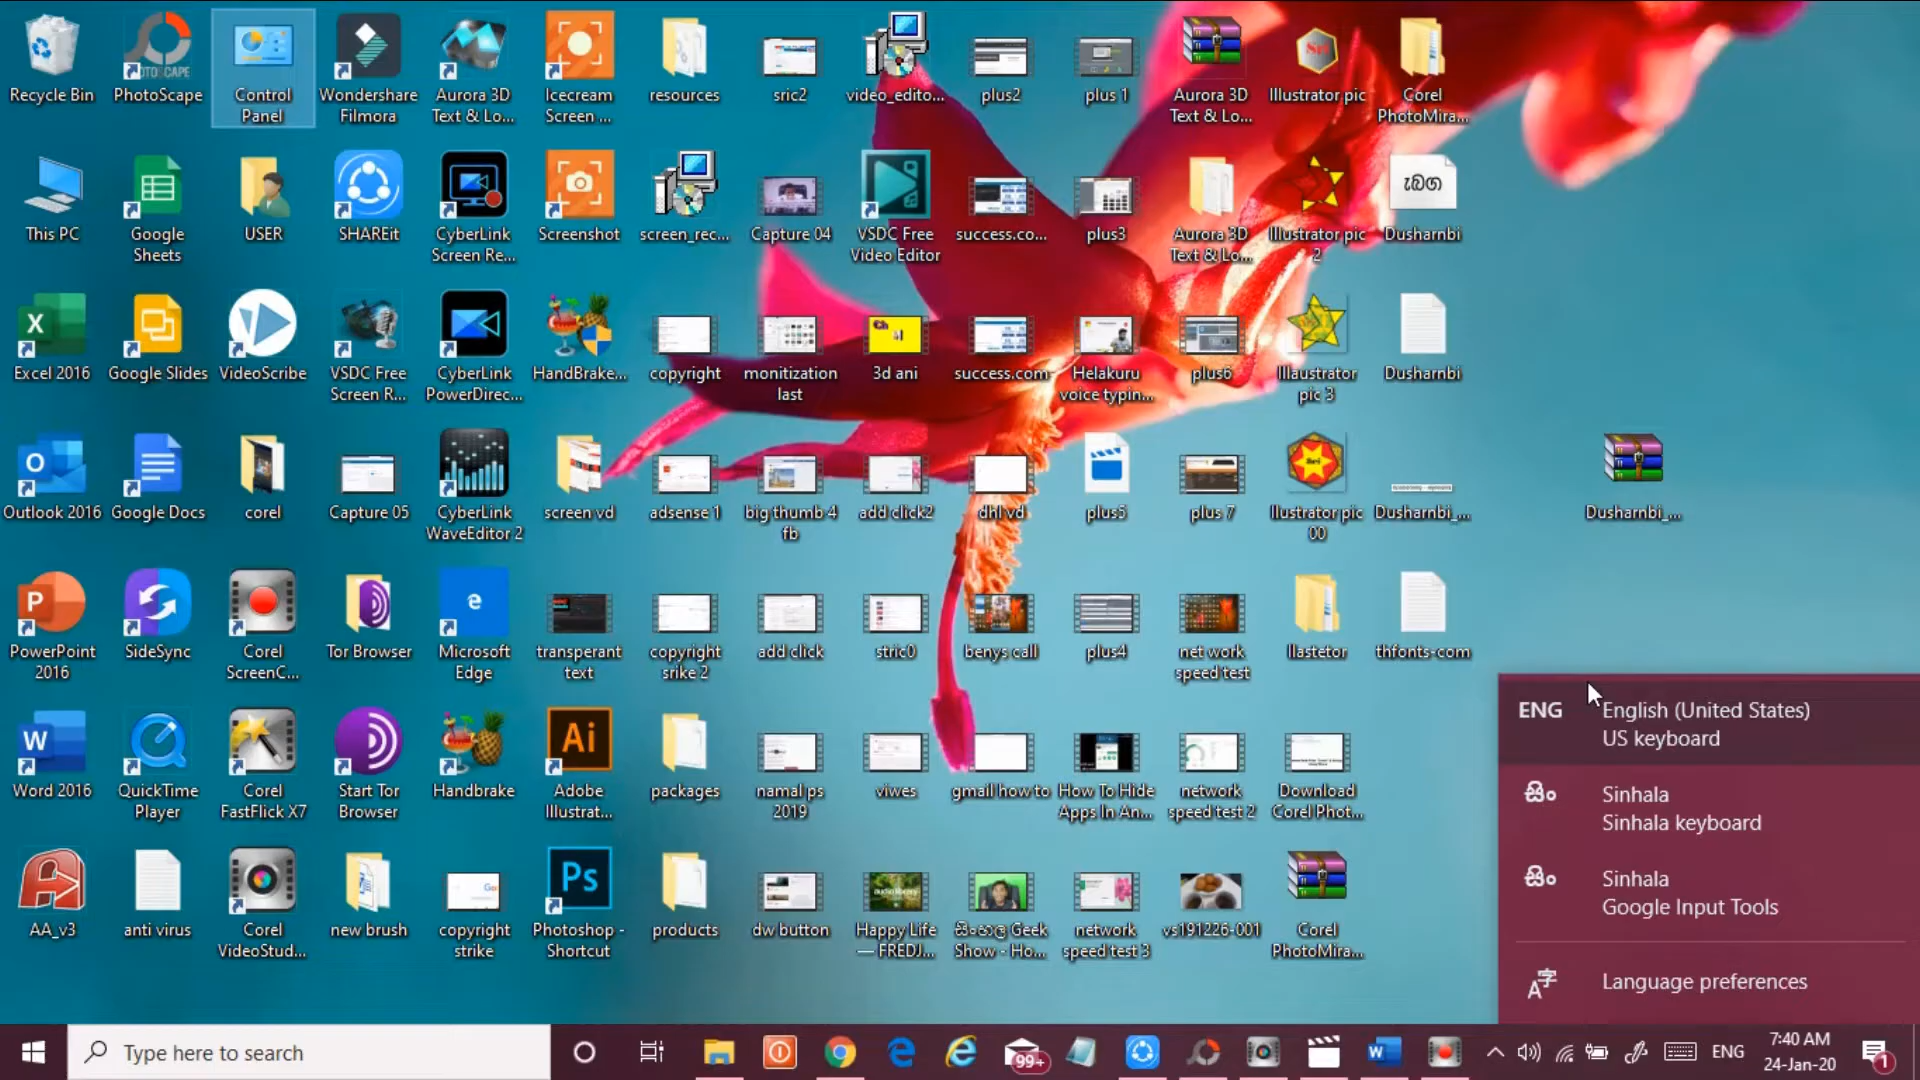 Recycle Bin
PhotoScape
Control
Panel
Wondershare
Filmora
Aurora 3D
Text & Lo...
Icecream
Screen ...
resources
sric2
video_edito...
plus2
plus 1
Aurora 3D
Text & Lo...
Illustrator pic
Corel
PhotoMira...
This PC
Google
Sheets
USER
SHAREit
CyberLink
Screen Re...
Screenshot
screen_rec...
Capture 04
VSDC Free
Video Editor
success.co...
plus3
Aurora 3D
Text & Lo...
Illustrator pic
2
Dusharnbi
Excel 2016
Google Slides
VideoScribe
VSDC Free
Screen R...
CyberLink
PowerDirec...
HandBrake...
copyright
monitization
last
3d ani
success.com
Helakuru
voice typin...
plus6
Illaustrator
pic 3
Dusharnbi
Outlook 2016
Google Docs
corel
Capture 05
CyberLink
WaveEditor 2
screen vd
adsense 1
big thumb 4
fb
add click2
dhl vd
plus5
plus 7
Ilustrator pic
00
Dusharnbi_...
Dusharnbi_...
PowerPoint
2016
SideSync
Corel
ScreenC...
Tor Browser
Microsoft
Edge
transperant
text
copyright
srike 2
add click
stric0
benys call
plus4
net work
speed test
llastetor
thfonts-com
Word 2016
QuickTime
Player
Corel
FastFlick X7
Start Tor
Browser
Handbrake
Adobe
Illustrat...
packages
namal ps
2019
viwes
gmail how to
How To Hide
Apps In An...
network
speed test 2
Download
Corel Phot...
AA_v3
anti virus
Corel
VideoStud...
new brush
copyright
strike
Photoshop -
Shortcut
products
dw button
Happy Life
— FREDJ...
සිංහල Geek
Show - Ho...
network
speed test 3
vs191226-001
Corel
PhotoMira...
ENG
English (United States)
US keyboard
සිං
Sinhala
Sinhala keyboard
සිං
Sinhala
Google Input Tools
Language preferences
Type here to search
99+
ENG
7:40 AM
24-Jan-20
1